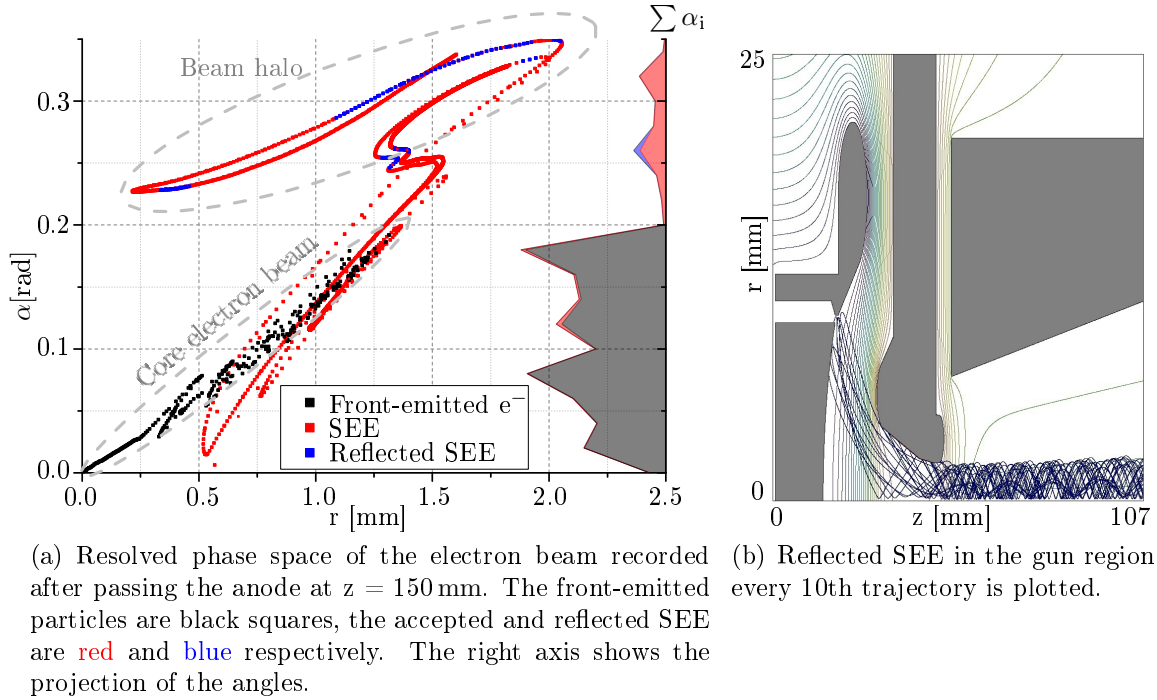 ∑ αᵢ
Beam halo
Core electron beam
α[rad]
0.3
0.2
0.1
0.0
Front-emitted e⁻
SEE
Reflected SEE
0.0
0.5
1.0
1.5
2.0
2.5
r [mm]
25
r [mm]
0
0
z [mm]
107
(a) Resolved phase space of the electron beam recorded
after passing the anode at z = 150 mm. The front-emitted
particles are black squares, the accepted and reflected SEE
are red and blue respectively. The right axis shows the
projection of the angles.
(b) Reflected SEE in the gun region
every 10th trajectory is plotted.